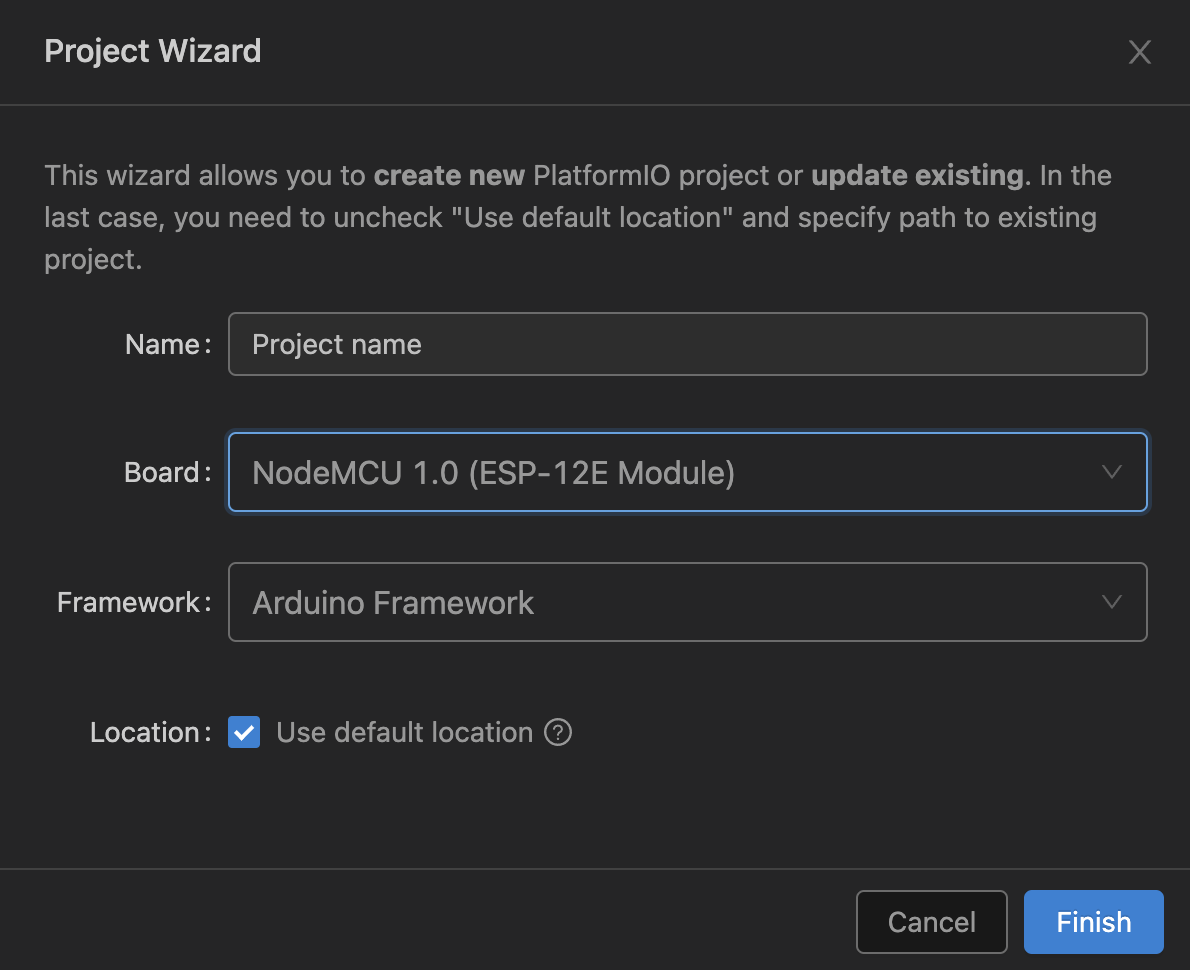 Project Wizard
This wizard allows you to create new PlatformIO project or update existing. In the
last case, you need to uncheck "Use default location" and specify path to existing
project.
Name: Project name
Board: NodeMCU 1.0 (ESP-12E Module)
Framework: Arduino Framework
Location: Use default location ?
Cancel Finish